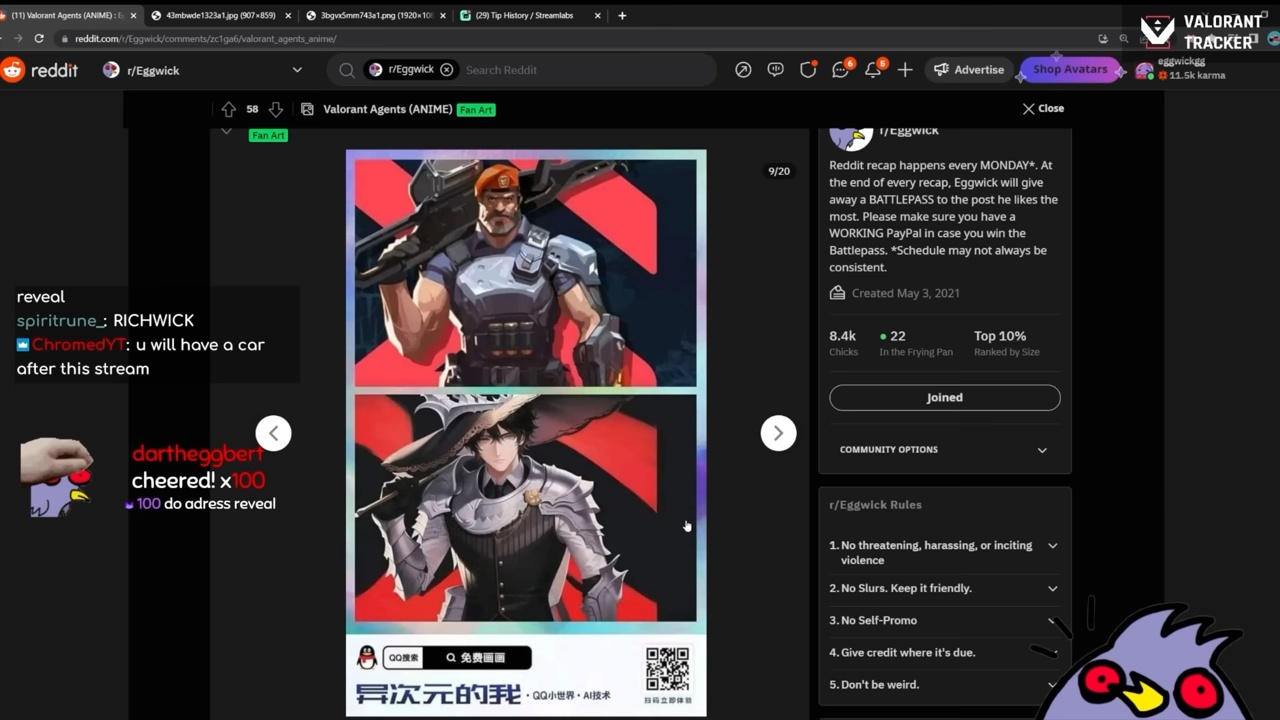 (11) Valorant Agents (ANIME) : E
43mbwde1323a1.jpg (907×859)
3bgvx5mm743a1.png (1920×10
(29) Tip History / Streamlabs
reddit.com/r/Eggwick/comments/zc1ga6/valorant_agents_anime/
VALORANT
TRACKER
reddit
r/Eggwick
r/Eggwick
Search Reddit
6
6
Advertise
Shop Avatars
eggwickgg
11.5k karma
58
Valorant Agents (ANIME)
Fan Art
Close
Fan Art
9/20
r/Eggwick
Reddit recap happens every MONDAY*. At
the end of every recap, Eggwick will give
away a BATTLEPASS to the post he likes the
most. Please make sure you have a
WORKING PayPal in case you win the
Battlepass. *Schedule may not always be
consistent.
Created May 3, 2021
8.4k
Chicks
22
In the Frying Pan
Top 10%
Ranked by Size
Joined
COMMUNITY OPTIONS
r/Eggwick Rules
1. No threatening, harassing, or inciting
violence
2. No Slurs. Keep it friendly.
3. No Self-Promo
4. Give credit where it's due.
5. Don't be weird.
reveal
spiritrune_: RICHWICK
ChromedYT: u will have a car
after this stream
dartheggbert
cheered! x100
100 do adress reveal
QQ搜索
免费画画
异次元的我 · QQ小世界 · AI技术
扫码立即体验